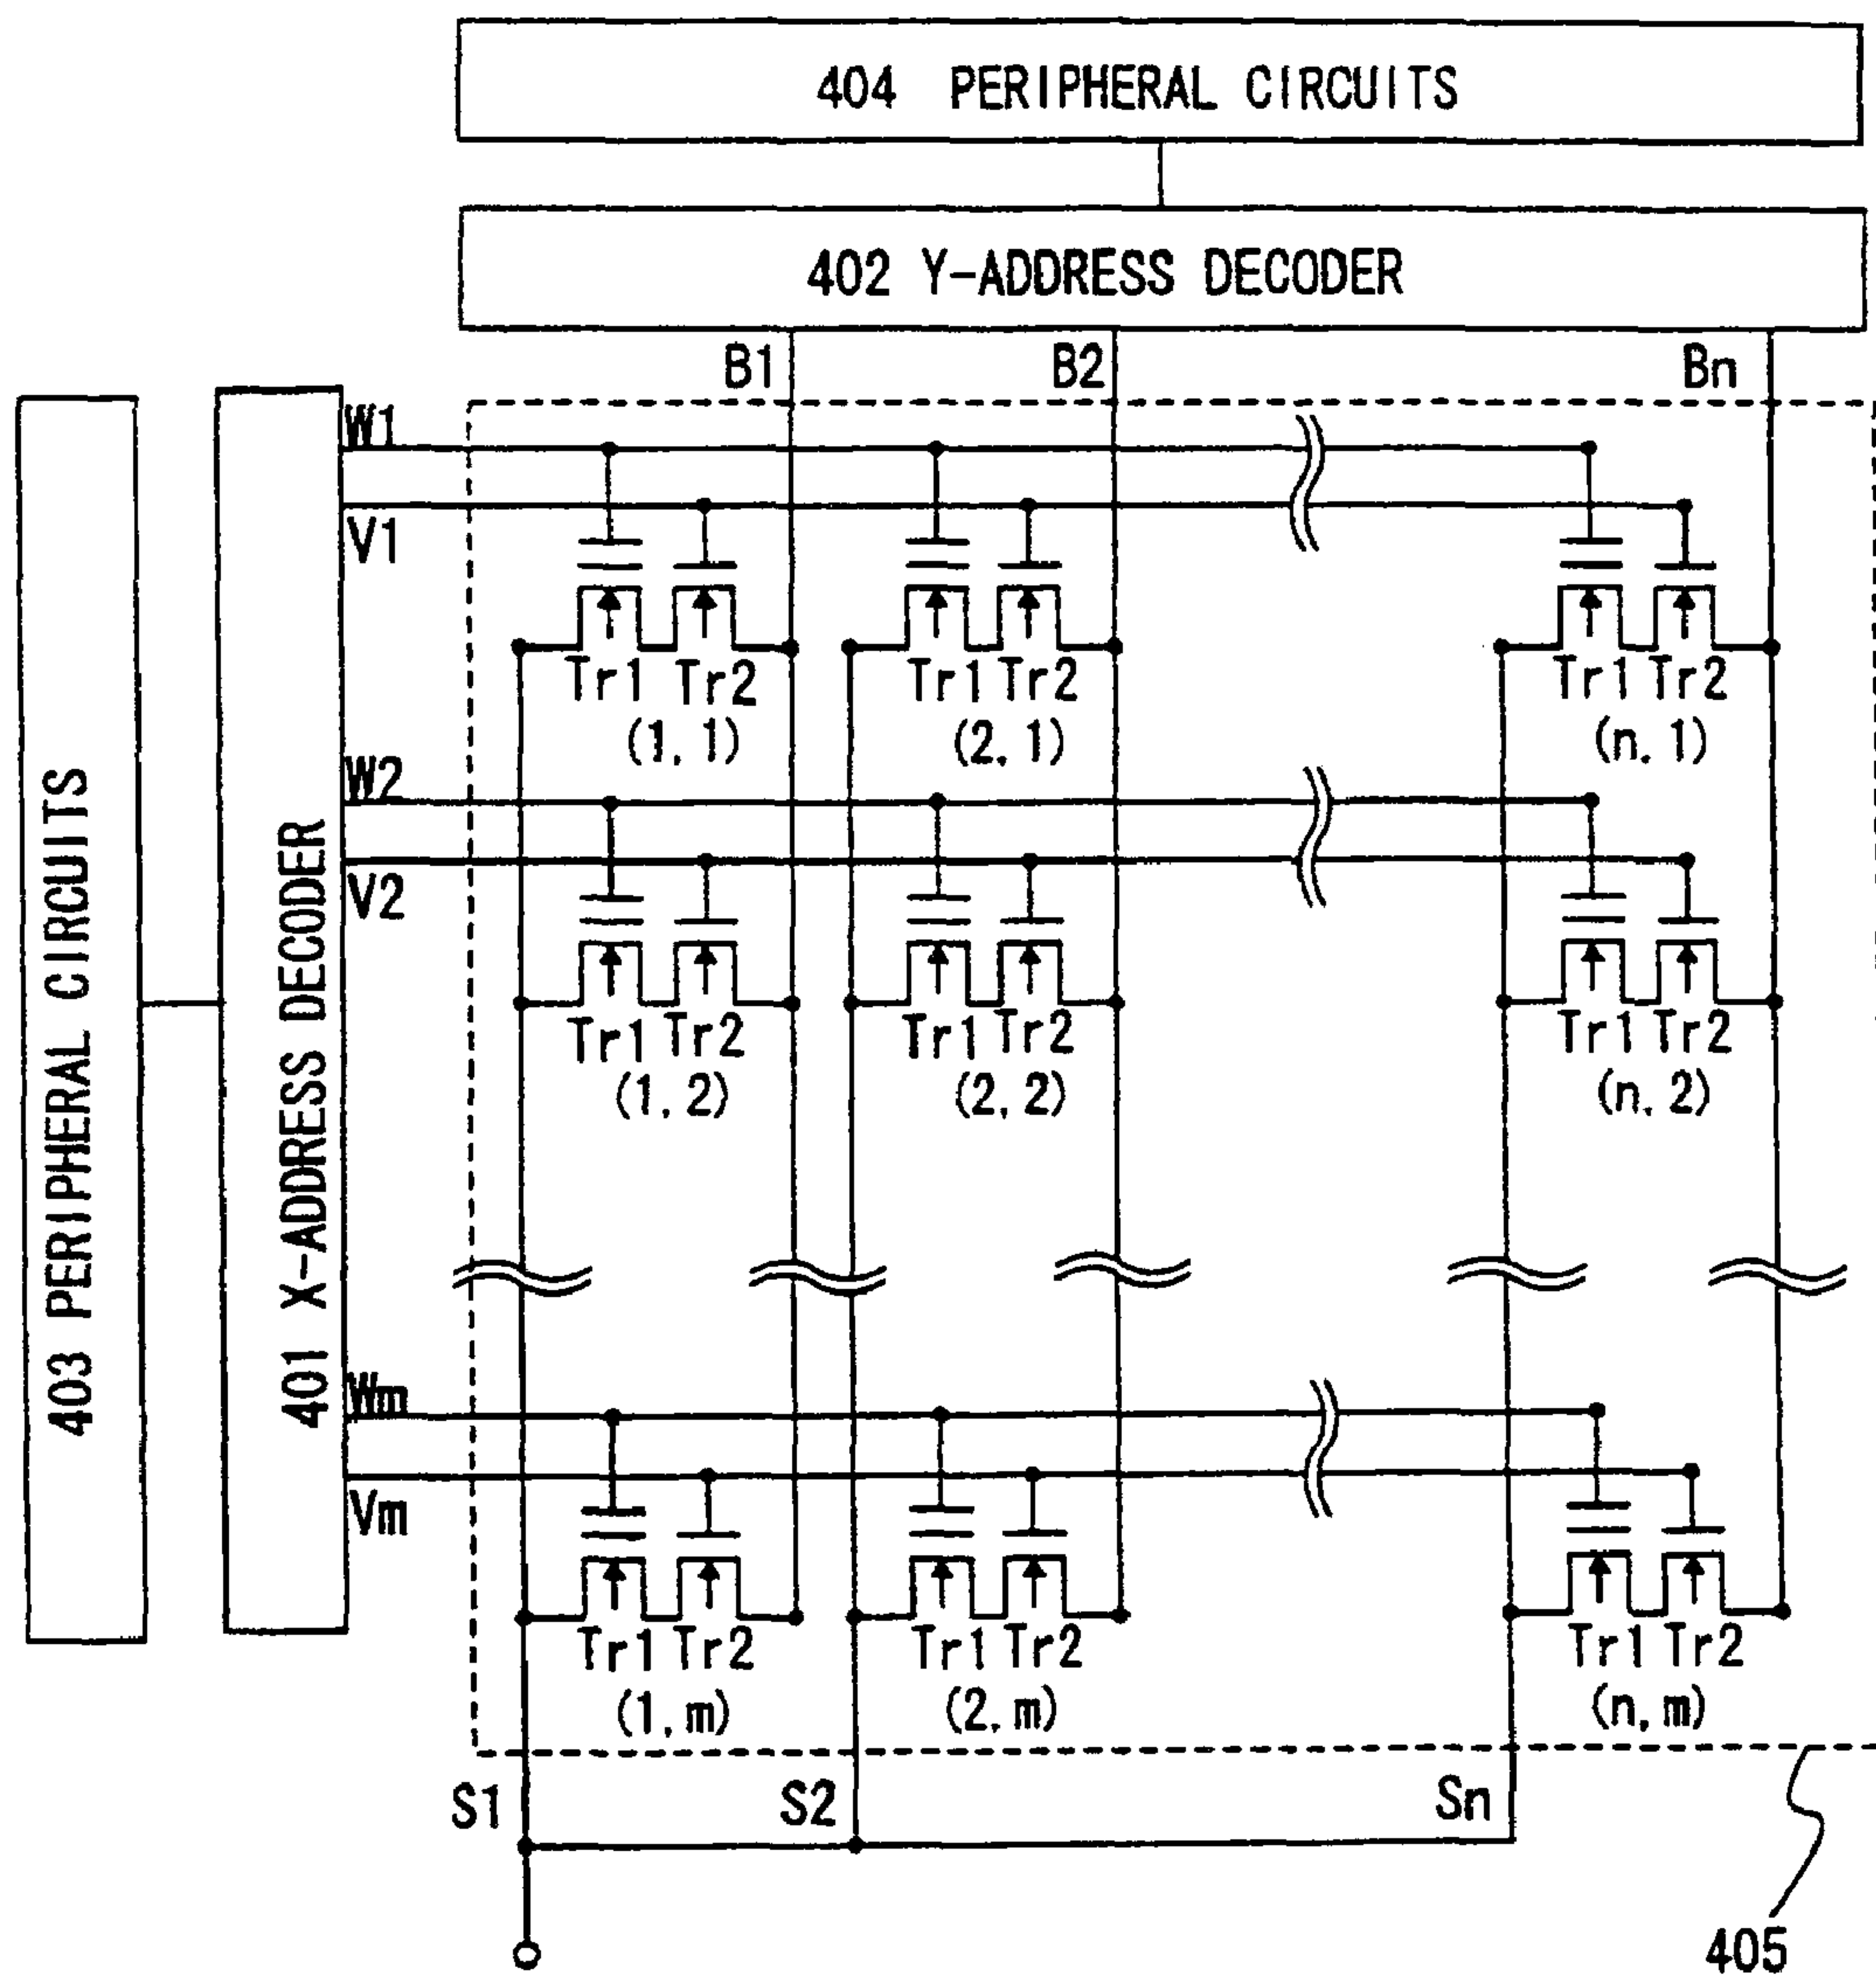 404 PERIPHERAL CIRCUITS
402 Y-ADDRESS DECODER
B1 B2 Bn
403 PERIPHERAL CIRCUITS
401 X-ADDRESS DECODER
W1
V1
Tr1 Tr2 Tr1 Tr2 Tr1 Tr2
(1, 1) (2, 1) (n, 1)
W2
V2
Tr1 Tr2 Tr1 Tr2 Tr1 Tr2
(1, 2) (2, 2) (n, 2)
Wm
Vm
Tr1 Tr2 Tr1 Tr2 Tr1 Tr2
(1, m) (2, m) (n, m)
S1 S2 Sn
405